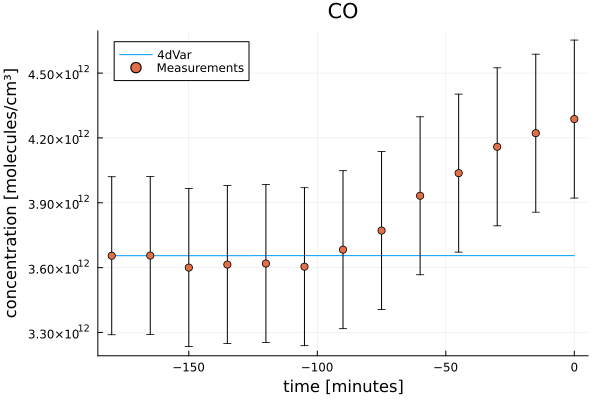 CO
4dVar
Measurements
concentration [molecules/cm³]
4.50×10¹²
4.20×10¹²
3.90×10¹²
3.60×10¹²
3.30×10¹²
−150
−100
−50
0
time [minutes]